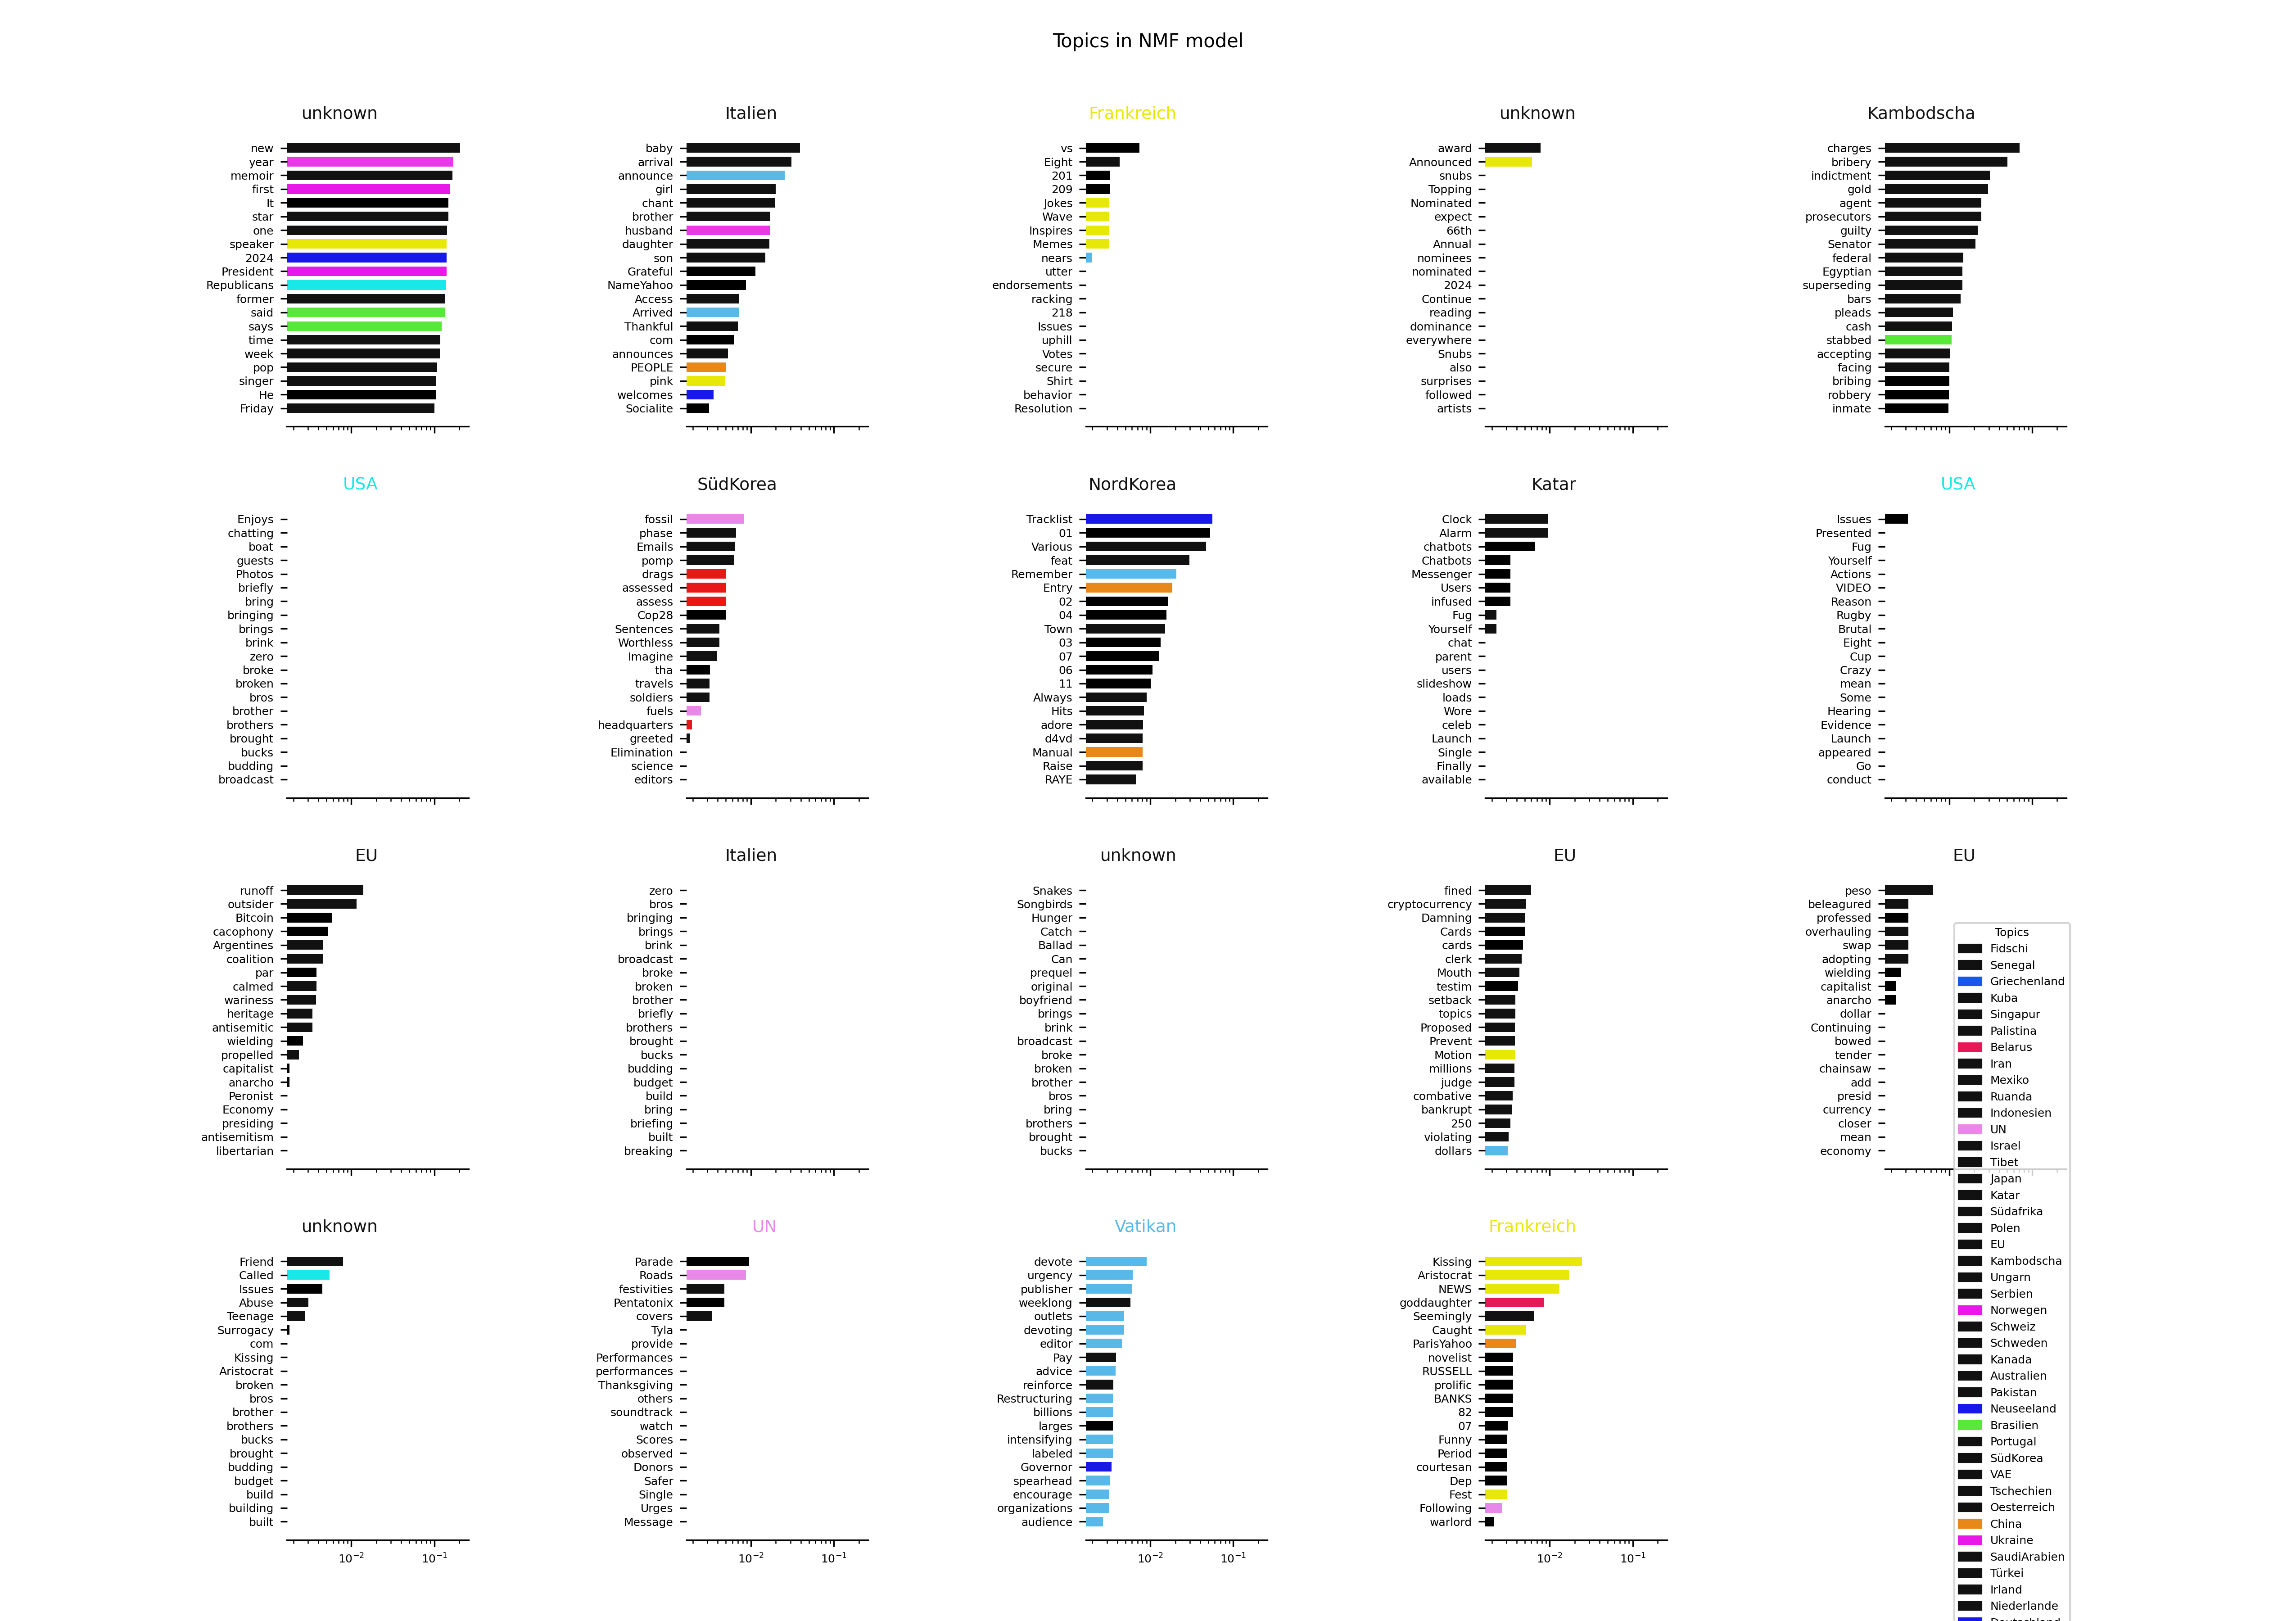 Topics in NMF model
unknown
new
year
memoir
first
It
star
one
speaker
2024
President
Republicans
former
said
says
time
week
pop
singer
He
Friday
Italien
baby
arrival
announce
girl
chant
brother
husband
daughter
son
Grateful
NameYahoo
Access
Arrived
Thankful
com
announces
PEOPLE
pink
welcomes
Socialite
Frankreich
vs
Eight
201
209
Jokes
Wave
Inspires
Memes
nears
utter
endorsements
racking
218
Issues
uphill
Votes
secure
Shirt
behavior
Resolution
unknown
award
Announced
snubs
Topping
Nominated
expect
66th
Annual
nominees
nominated
2024
Continue
reading
dominance
everywhere
Snubs
also
surprises
followed
artists
Kambodscha
charges
bribery
indictment
gold
agent
prosecutors
guilty
Senator
federal
Egyptian
superseding
bars
pleads
cash
stabbed
accepting
facing
bribing
robbery
inmate
USA
Enjoys
chatting
boat
guests
Photos
briefly
bring
bringing
brings
brink
zero
broke
broken
bros
brother
brothers
brought
bucks
budding
broadcast
SüdKorea
fossil
phase
Emails
pomp
drags
assessed
assess
Cop28
Sentences
Worthless
Imagine
tha
travels
soldiers
fuels
headquarters
greeted
Elimination
science
editors
NordKorea
Tracklist
01
Various
feat
Remember
Entry
02
04
Town
03
07
06
11
Always
Hits
adore
d4vd
Manual
Raise
RAYE
Katar
Clock
Alarm
chatbots
Chatbots
Messenger
Users
infused
Fug
Yourself
chat
parent
users
slideshow
loads
Wore
celeb
Launch
Single
Finally
available
USA
Issues
Presented
Fug
Yourself
Actions
VIDEO
Reason
Rugby
Brutal
Eight
Cup
Crazy
mean
Some
Hearing
Evidence
Launch
appeared
Go
conduct
EU
runoff
outsider
Bitcoin
cacophony
Argentines
coalition
par
calmed
wariness
heritage
antisemitic
wielding
propelled
capitalist
anarcho
Peronist
Economy
presiding
antisemitism
libertarian
Italien
zero
bros
bringing
brings
brink
broadcast
broke
broken
brother
briefly
brothers
brought
bucks
budding
budget
build
bring
briefing
built
breaking
unknown
Snakes
Songbirds
Hunger
Catch
Ballad
Can
prequel
original
boyfriend
brings
brink
broadcast
broke
broken
brother
bros
bring
brothers
brought
bucks
EU
fined
cryptocurrency
Damning
Cards
cards
clerk
Mouth
testim
setback
topics
Proposed
Prevent
Motion
millions
judge
combative
bankrupt
250
violating
dollars
EU
peso
beleagured
professed
overhauling
swap
adopting
wielding
capitalist
anarcho
dollar
Continuing
bowed
tender
chainsaw
add
presid
currency
closer
mean
economy
unknown
Friend
Called
Issues
Abuse
Teenage
Surrogacy
com
Kissing
Aristocrat
broken
bros
brother
brothers
bucks
brought
budding
budget
build
building
built
10⁻² 10⁻¹
UN
Parade
Roads
festivities
Pentatonix
covers
Tyla
provide
Performances
performances
Thanksgiving
others
soundtrack
watch
Scores
observed
Donors
Safer
Single
Urges
Message
10⁻² 10⁻¹
Vatikan
devote
urgency
publisher
weeklong
outlets
devoting
editor
Pay
advice
reinforce
Restructuring
billions
larges
intensifying
labeled
Governor
spearhead
encourage
organizations
audience
10⁻² 10⁻¹
Frankreich
Kissing
Aristocrat
NEWS
goddaughter
Seemingly
Caught
ParisYahoo
novelist
RUSSELL
prolific
BANKS
82
07
Funny
Period
courtesan
Dep
Fest
Following
warlord
10⁻² 10⁻¹
Topics
Fidschi
Senegal
Griechenland
Kuba
Singapur
Palistina
Belarus
Iran
Mexiko
Ruanda
Indonesien
UN
Israel
Tibet
Japan
Katar
Südafrika
Polen
EU
Kambodscha
Ungarn
Serbien
Norwegen
Schweiz
Schweden
Kanada
Australien
Pakistan
Neuseeland
Brasilien
Portugal
SüdKorea
VAE
Tschechien
Oesterreich
China
Ukraine
SaudiArabien
Türkei
Irland
Niederlande